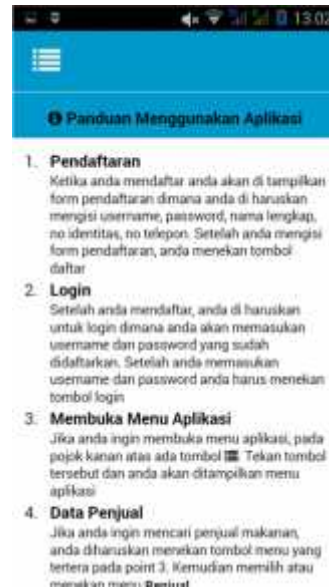 13:02
Panduan Menggunakan Aplikasi
1. Pendaftaran
Ketika anda mendaftar anda akan di tampilkan
form pendaftaran dimana anda di haruskan
mengisi username, password, nama lengkap,
no identitas, no telepon. Setelah anda mengisi
form pendaftaran, anda menekan tombol
daftar
2. Login
Setelah anda mendaftar, anda di haruskan
untuk login dimana anda akan memasukan
username dan password yang sudah
didaftarkan. Setelah anda memasukan
username dan password anda harus menekan
tombol login
3. Membuka Menu Aplikasi
Jika anda ingin membuka menu aplikasi, pada
pojok kanan atas ada tombol . Tekan tombol
tersebut dan anda akan ditampilkan menu
aplikasi
4. Data Penjual
Jika anda ingin mencari penjual makanan,
anda diharuskan menekan tombol menu yang
tertera pada point 3. Kemudian memilih atau
menekan menu Penjual